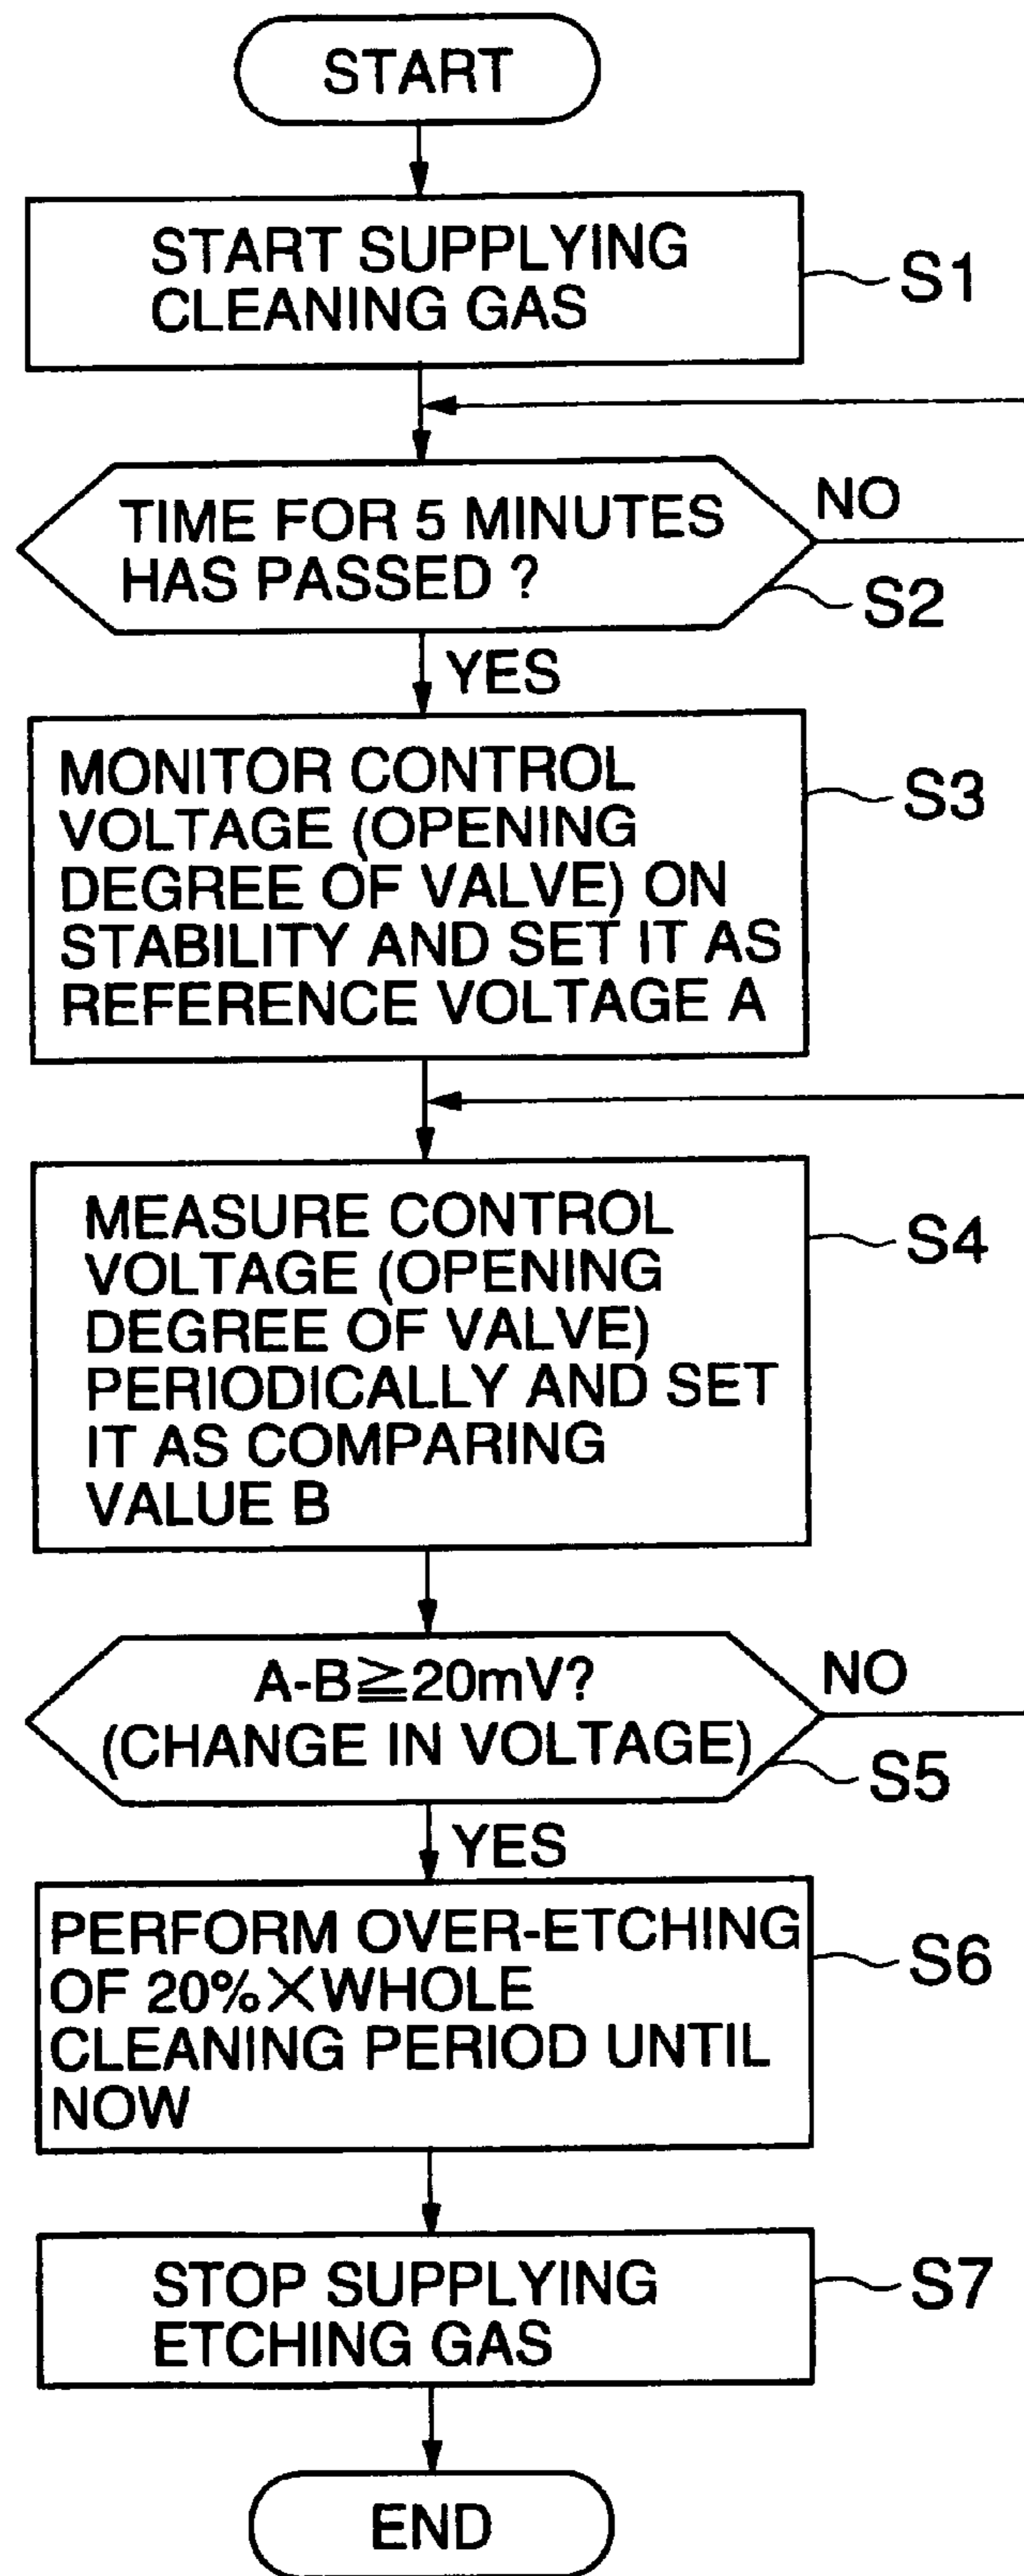 START
START SUPPLYING
CLEANING GAS
S1
TIME FOR 5 MINUTES
HAS PASSED ?
NO
S2
YES
MONITOR CONTROL
VOLTAGE (OPENING
DEGREE OF VALVE) ON
STABILITY AND SET IT AS
REFERENCE VOLTAGE A
S3
MEASURE CONTROL
VOLTAGE (OPENING
DEGREE OF VALVE)
PERIODICALLY AND SET
IT AS COMPARING
VALUE B
S4
A-B≧20mV?
(CHANGE IN VOLTAGE)
NO
S5
YES
PERFORM OVER-ETCHING
OF 20%×WHOLE
CLEANING PERIOD UNTIL
NOW
S6
STOP SUPPLYING
ETCHING GAS
S7
END